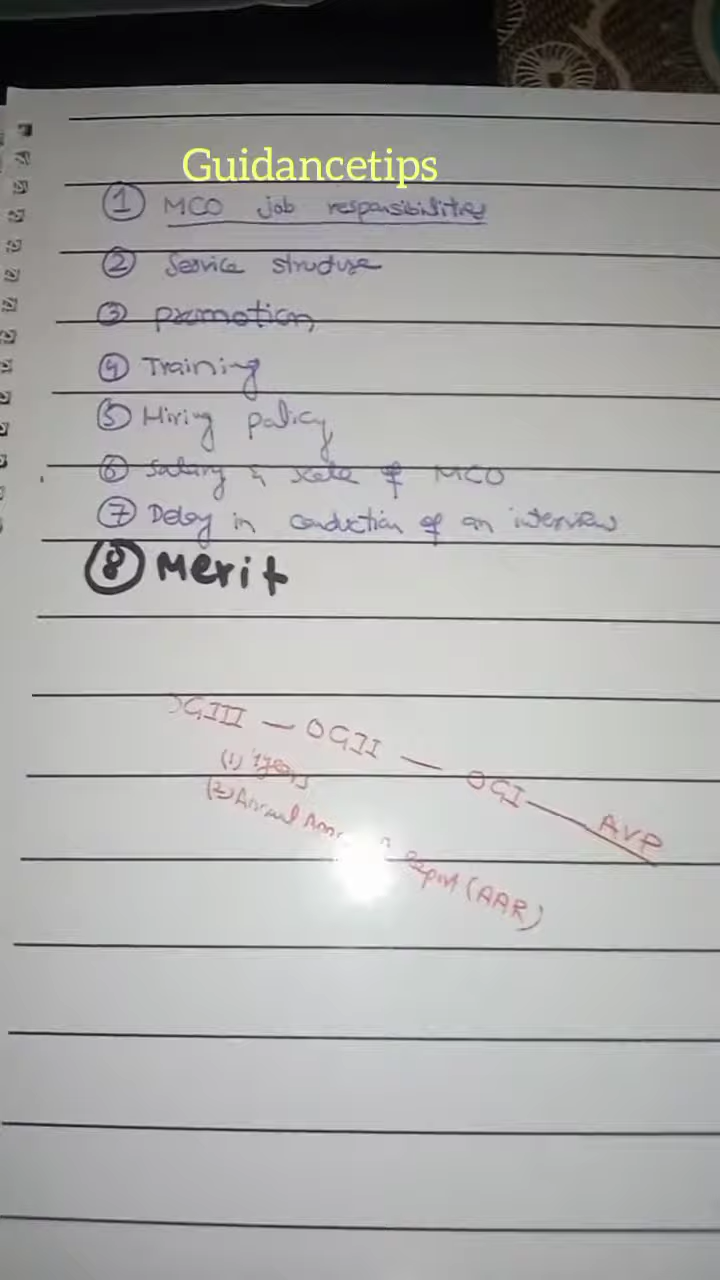 Guidancetips
① MCO job responsibilities
② Service structure
③ promotion
④ Training
⑤ Hiring policy
⑥ Salary & scale of MCO
⑦ Delay in conduction of an interview
⑧ Merit
OGIII — OGII — OGI — AVP
(1) years
(2) Annual Report (AAR)